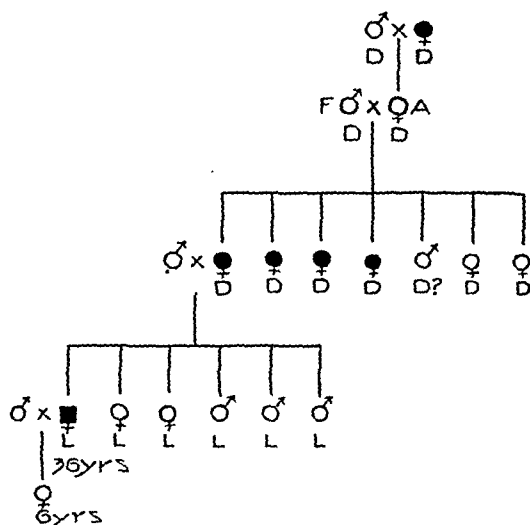 x
D D
F x A
D D
x
D D D D D? D D
x
L L L L L L
36yrs
6yrs